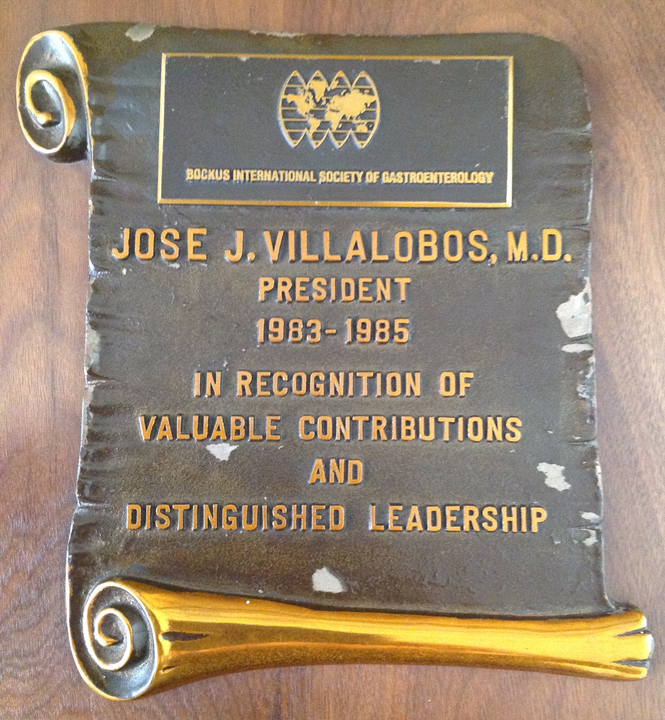 BOCKUS INTERNATIONAL SOCIETY OF GASTROENTEROLOGY
JOSE J. VILLALOBOS, M.D.
PRESIDENT
1983-1985
IN RECOGNITION OF
VALUABLE CONTRIBUTIONS
AND
DISTINGUISHED LEADERSHIP